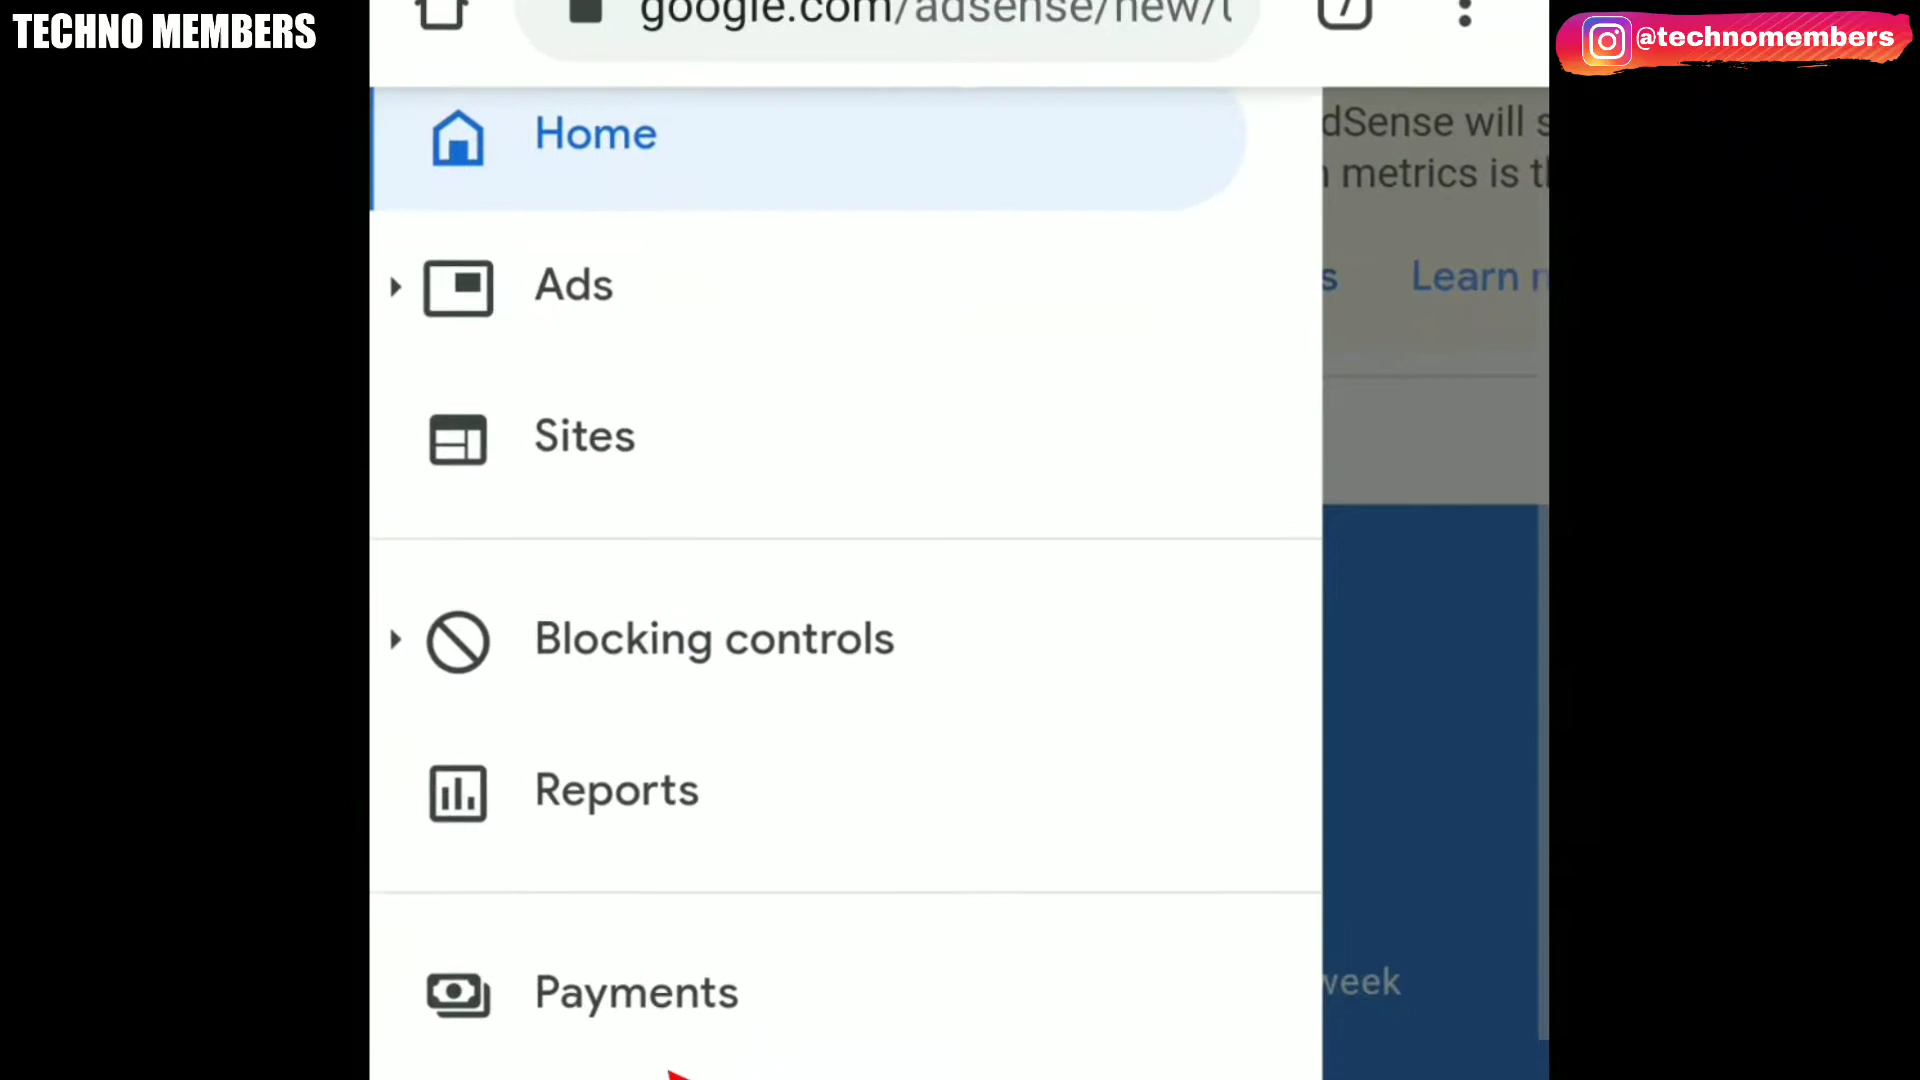 TECHNO MEMBERS
google.com/adsense/new/
7
@technomembers
Home
dSense will s
metrics is t
Ads
s Learn
Sites
Blocking controls
Reports
Payments
week